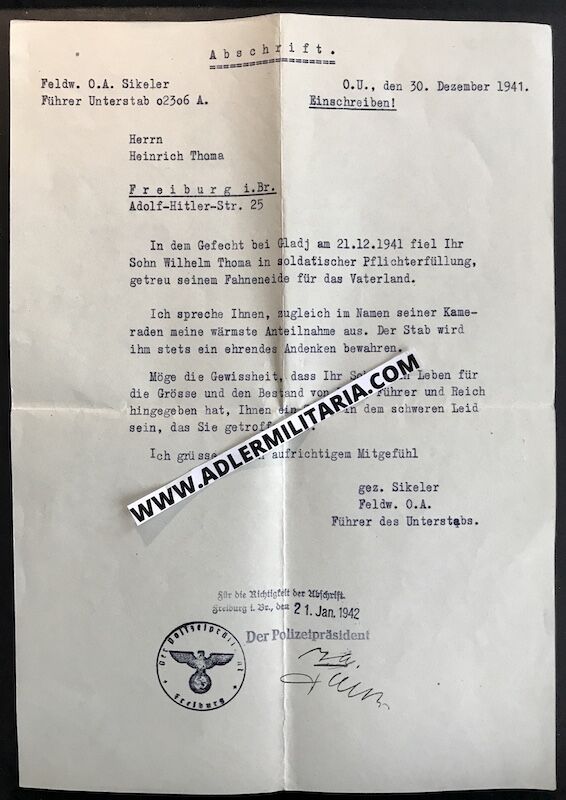 Abschrift.
Feldw. O.A. Sikeler
O.U., den 30. Dezember 1941.
Führer Unterstab o23o6 A.
Einschreiben!
Herrn
Heinrich Thoma
Freiburg i.Br.
Adolf-Hitler-Str. 25
In dem Gefecht bei Gladj am 21.12.1941 fiel Ihr
Sohn Wilhelm Thoma in soldatischer Pflichterfüllung,
getreu seinem Fahneneide für das Vaterland.
Ich spreche Ihnen, zugleich im Namen seiner Kame-
raden meine wärmste Anteilnahme aus. Der Stab wird
ihm stets ein ehrendes Andenken bewahren.
Möge die Gewissheit, dass Ihr Leben für
die Grösse und den Bestand von Führer und Reich
hingegeben hat, Ihnen ein in dem schweren Leid
sein, das Sie
Ich grüsse aufrichtigem Mitgefühl
gez. Sikeler
Feldw. O.A.
Führer des Unterstabs.
WWW.ADLERMILITARIA.COM
Für die Richtigkeit der Abschrift.
Freiburg i. Br., den 21. Jan. 1942
Der Polizeipräsident
Der Polizeipräsident
Freiburg